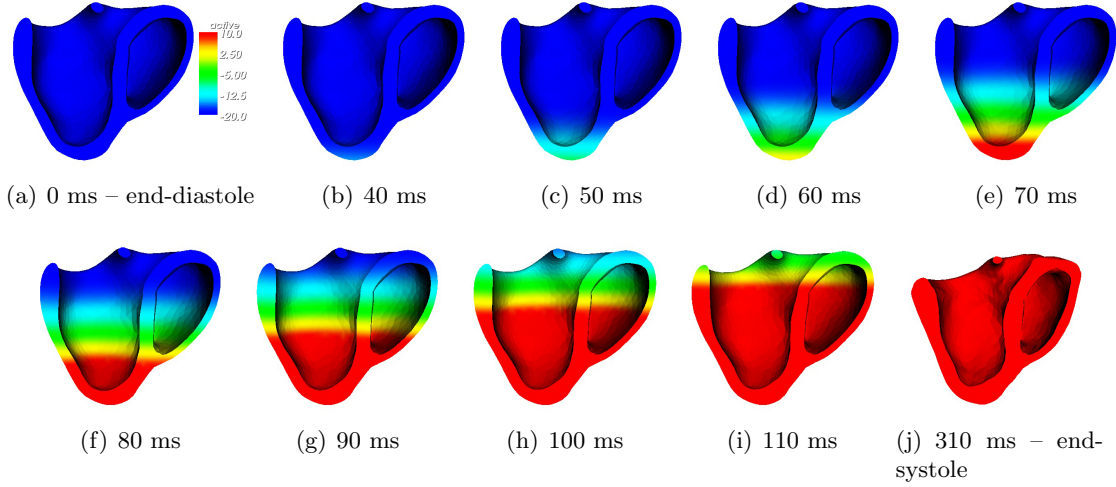 active
10.0
2.50
-5.00
-12.5
-20.0
(a) 0 ms – end-diastole
(b) 40 ms
(c) 50 ms
(d) 60 ms
(e) 70 ms
(f) 80 ms
(g) 90 ms
(h) 100 ms
(i) 110 ms
(j) 310 ms – end-
systole